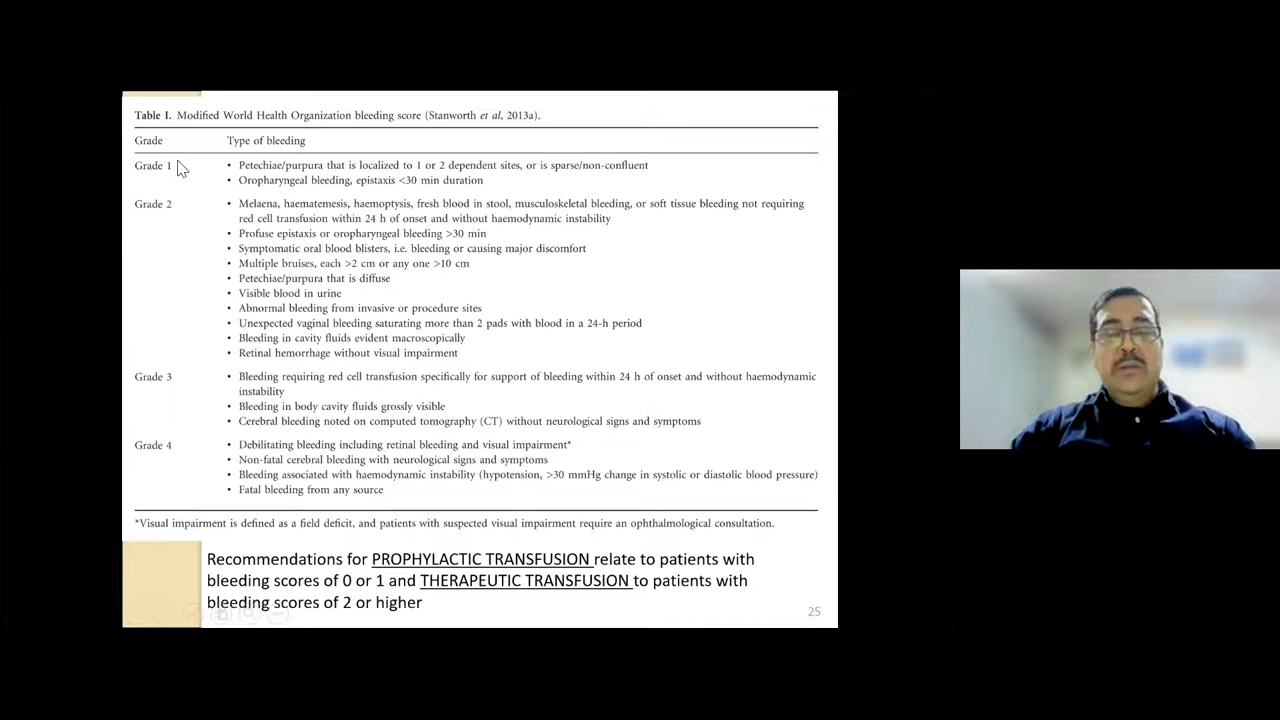 Table I. Modified World Health Organization bleeding score (Stanworth et al, 2013a).
Grade Type of bleeding
Grade 1 • Petechiae/purpura that is localized to 1 or 2 dependent sites, or is sparse/non-confluent
• Oropharyngeal bleeding, epistaxis <30 min duration
Grade 2 • Melaena, haematemesis, haemoptysis, fresh blood in stool, musculoskeletal bleeding, or soft tissue bleeding not requiring
red cell transfusion within 24 h of onset and without haemodynamic instability
• Profuse epistaxis or oropharyngeal bleeding >30 min
• Symptomatic oral blood blisters, i.e. bleeding or causing major discomfort
• Multiple bruises, each >2 cm or any one >10 cm
• Petechiae/purpura that is diffuse
• Visible blood in urine
• Abnormal bleeding from invasive or procedure sites
• Unexpected vaginal bleeding saturating more than 2 pads with blood in a 24-h period
• Bleeding in cavity fluids evident macroscopically
• Retinal hemorrhage without visual impairment
Grade 3 • Bleeding requiring red cell transfusion specifically for support of bleeding within 24 h of onset and without haemodynamic
instability
• Bleeding in body cavity fluids grossly visible
• Cerebral bleeding noted on computed tomography (CT) without neurological signs and symptoms
Grade 4 • Debilitating bleeding including retinal bleeding and visual impairment*
• Non-fatal cerebral bleeding with neurological signs and symptoms
• Bleeding associated with haemodynamic instability (hypotension, >30 mmHg change in systolic or diastolic blood pressure)
• Fatal bleeding from any source
*Visual impairment is defined as a field deficit, and patients with suspected visual impairment require an ophthalmological consultation.
Recommendations for PROPHYLACTIC TRANSFUSION relate to patients with
bleeding scores of 0 or 1 and THERAPEUTIC TRANSFUSION to patients with
bleeding scores of 2 or higher
25